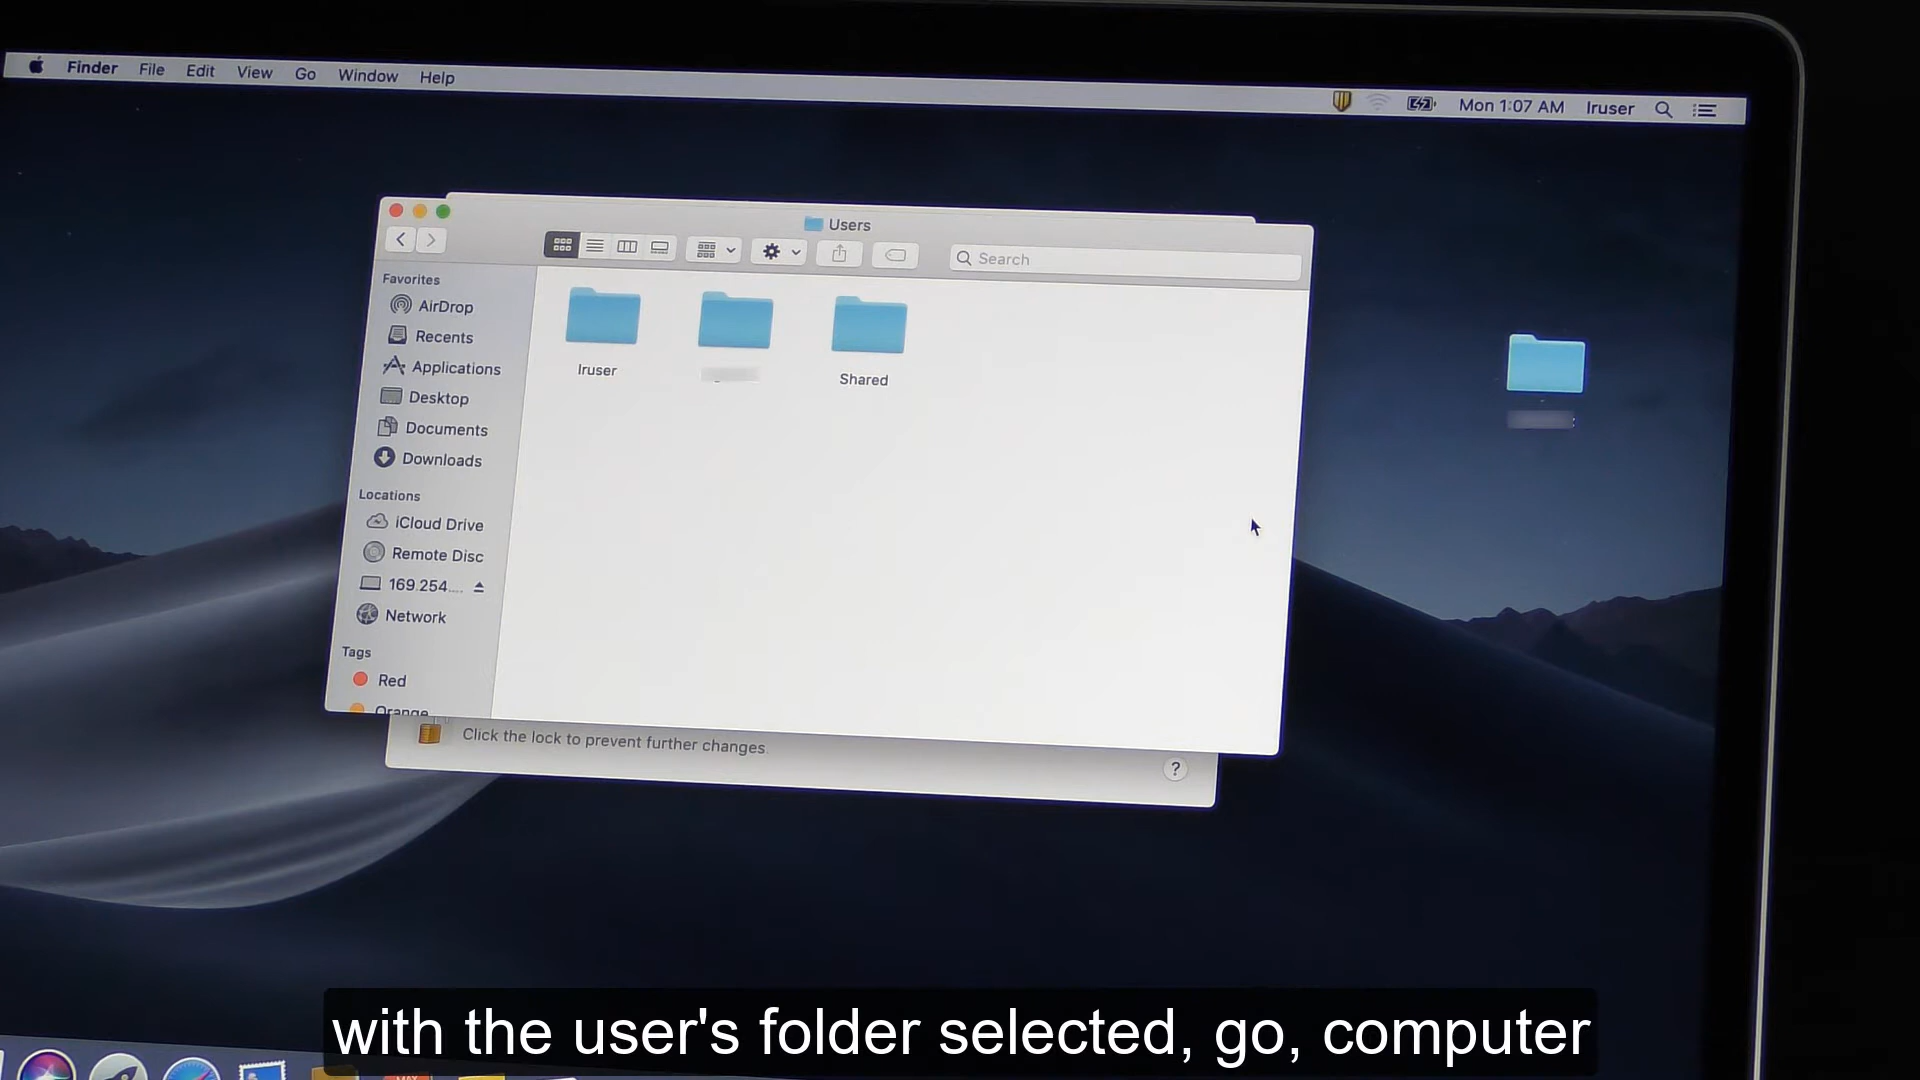 Finder File Edit View Go Window Help
Mon 1:07 AM Iruser
Users
Search
Favorites
AirDrop
Recents
Applications
Desktop
Documents
Downloads
Locations
iCloud Drive
Remote Disc
169.254....
Network
Tags
Red
Orange
Iruser
Shared
Click the lock to prevent further changes.
?
with the user's folder selected, go, computer